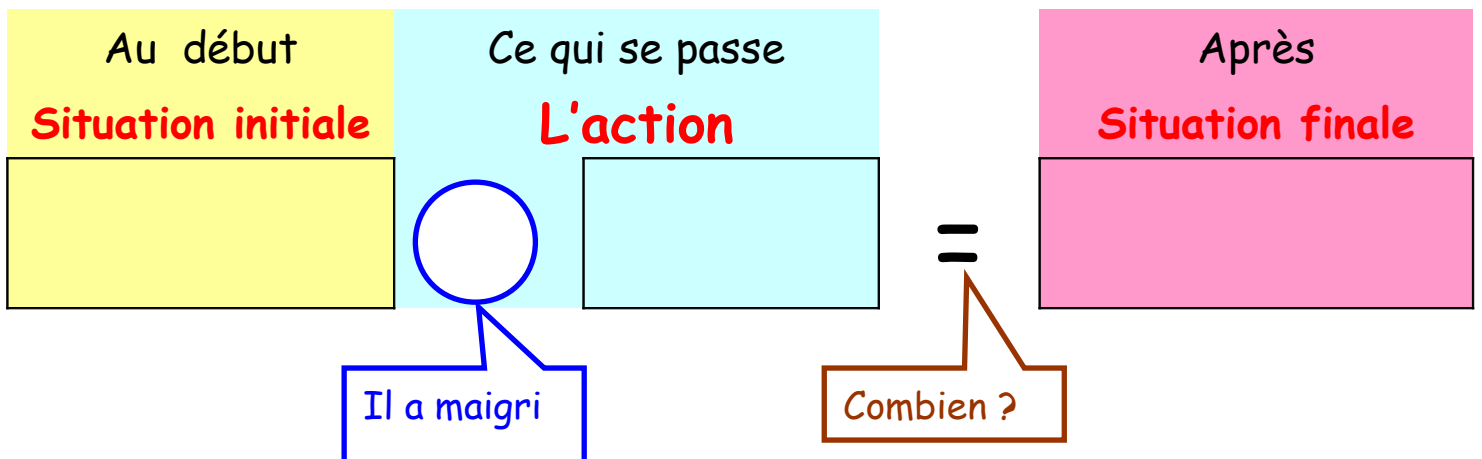 Au début
Situation initiale
Ce qui se passe
L'action
=
Après
Situation finale
Il a maigri
Combien ?